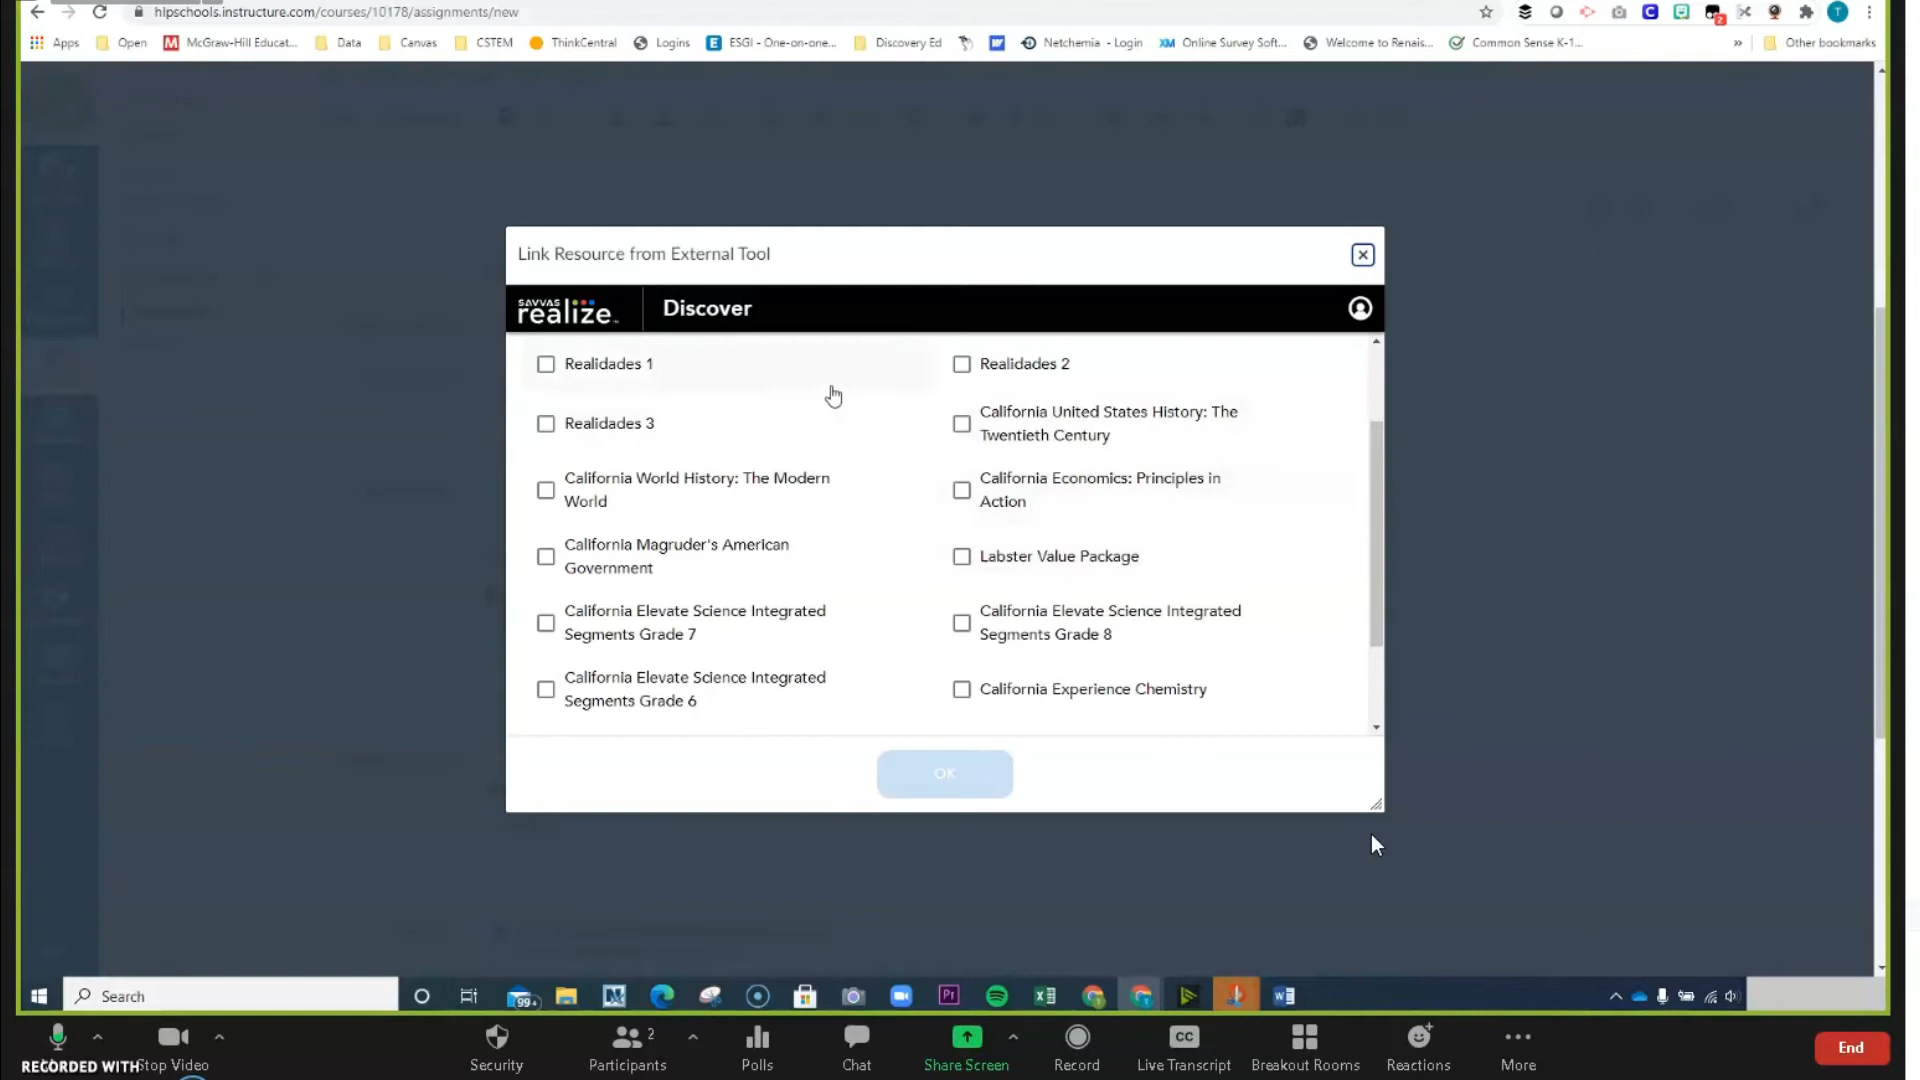 hlpschools.instructure.com/courses/10178/assignments/new
Apps Open McGraw-Hill Educat... Data Canvas CSTEM ThinkCentral Logins ESGI - One-on-one... Discovery Ed Netchemia - Login Online Survey Soft... Welcome to Renais... Common Sense K-1... » Other bookmarks
Link Resource from External Tool
SAVVAS
realize
Discover
Realidades 1
Realidades 2
Realidades 3
California United States History: The
Twentieth Century
California World History: The Modern
World
California Economics: Principles in
Action
California Magruder's American
Government
Labster Value Package
California Elevate Science Integrated
Segments Grade 7
California Elevate Science Integrated
Segments Grade 8
California Elevate Science Integrated
Segments Grade 6
California Experience Chemistry
OK
Search
99+
2
RECORDED WITH
Stop Video Security Participants Polls Chat Share Screen Record Live Transcript Breakout Rooms Reactions More
End